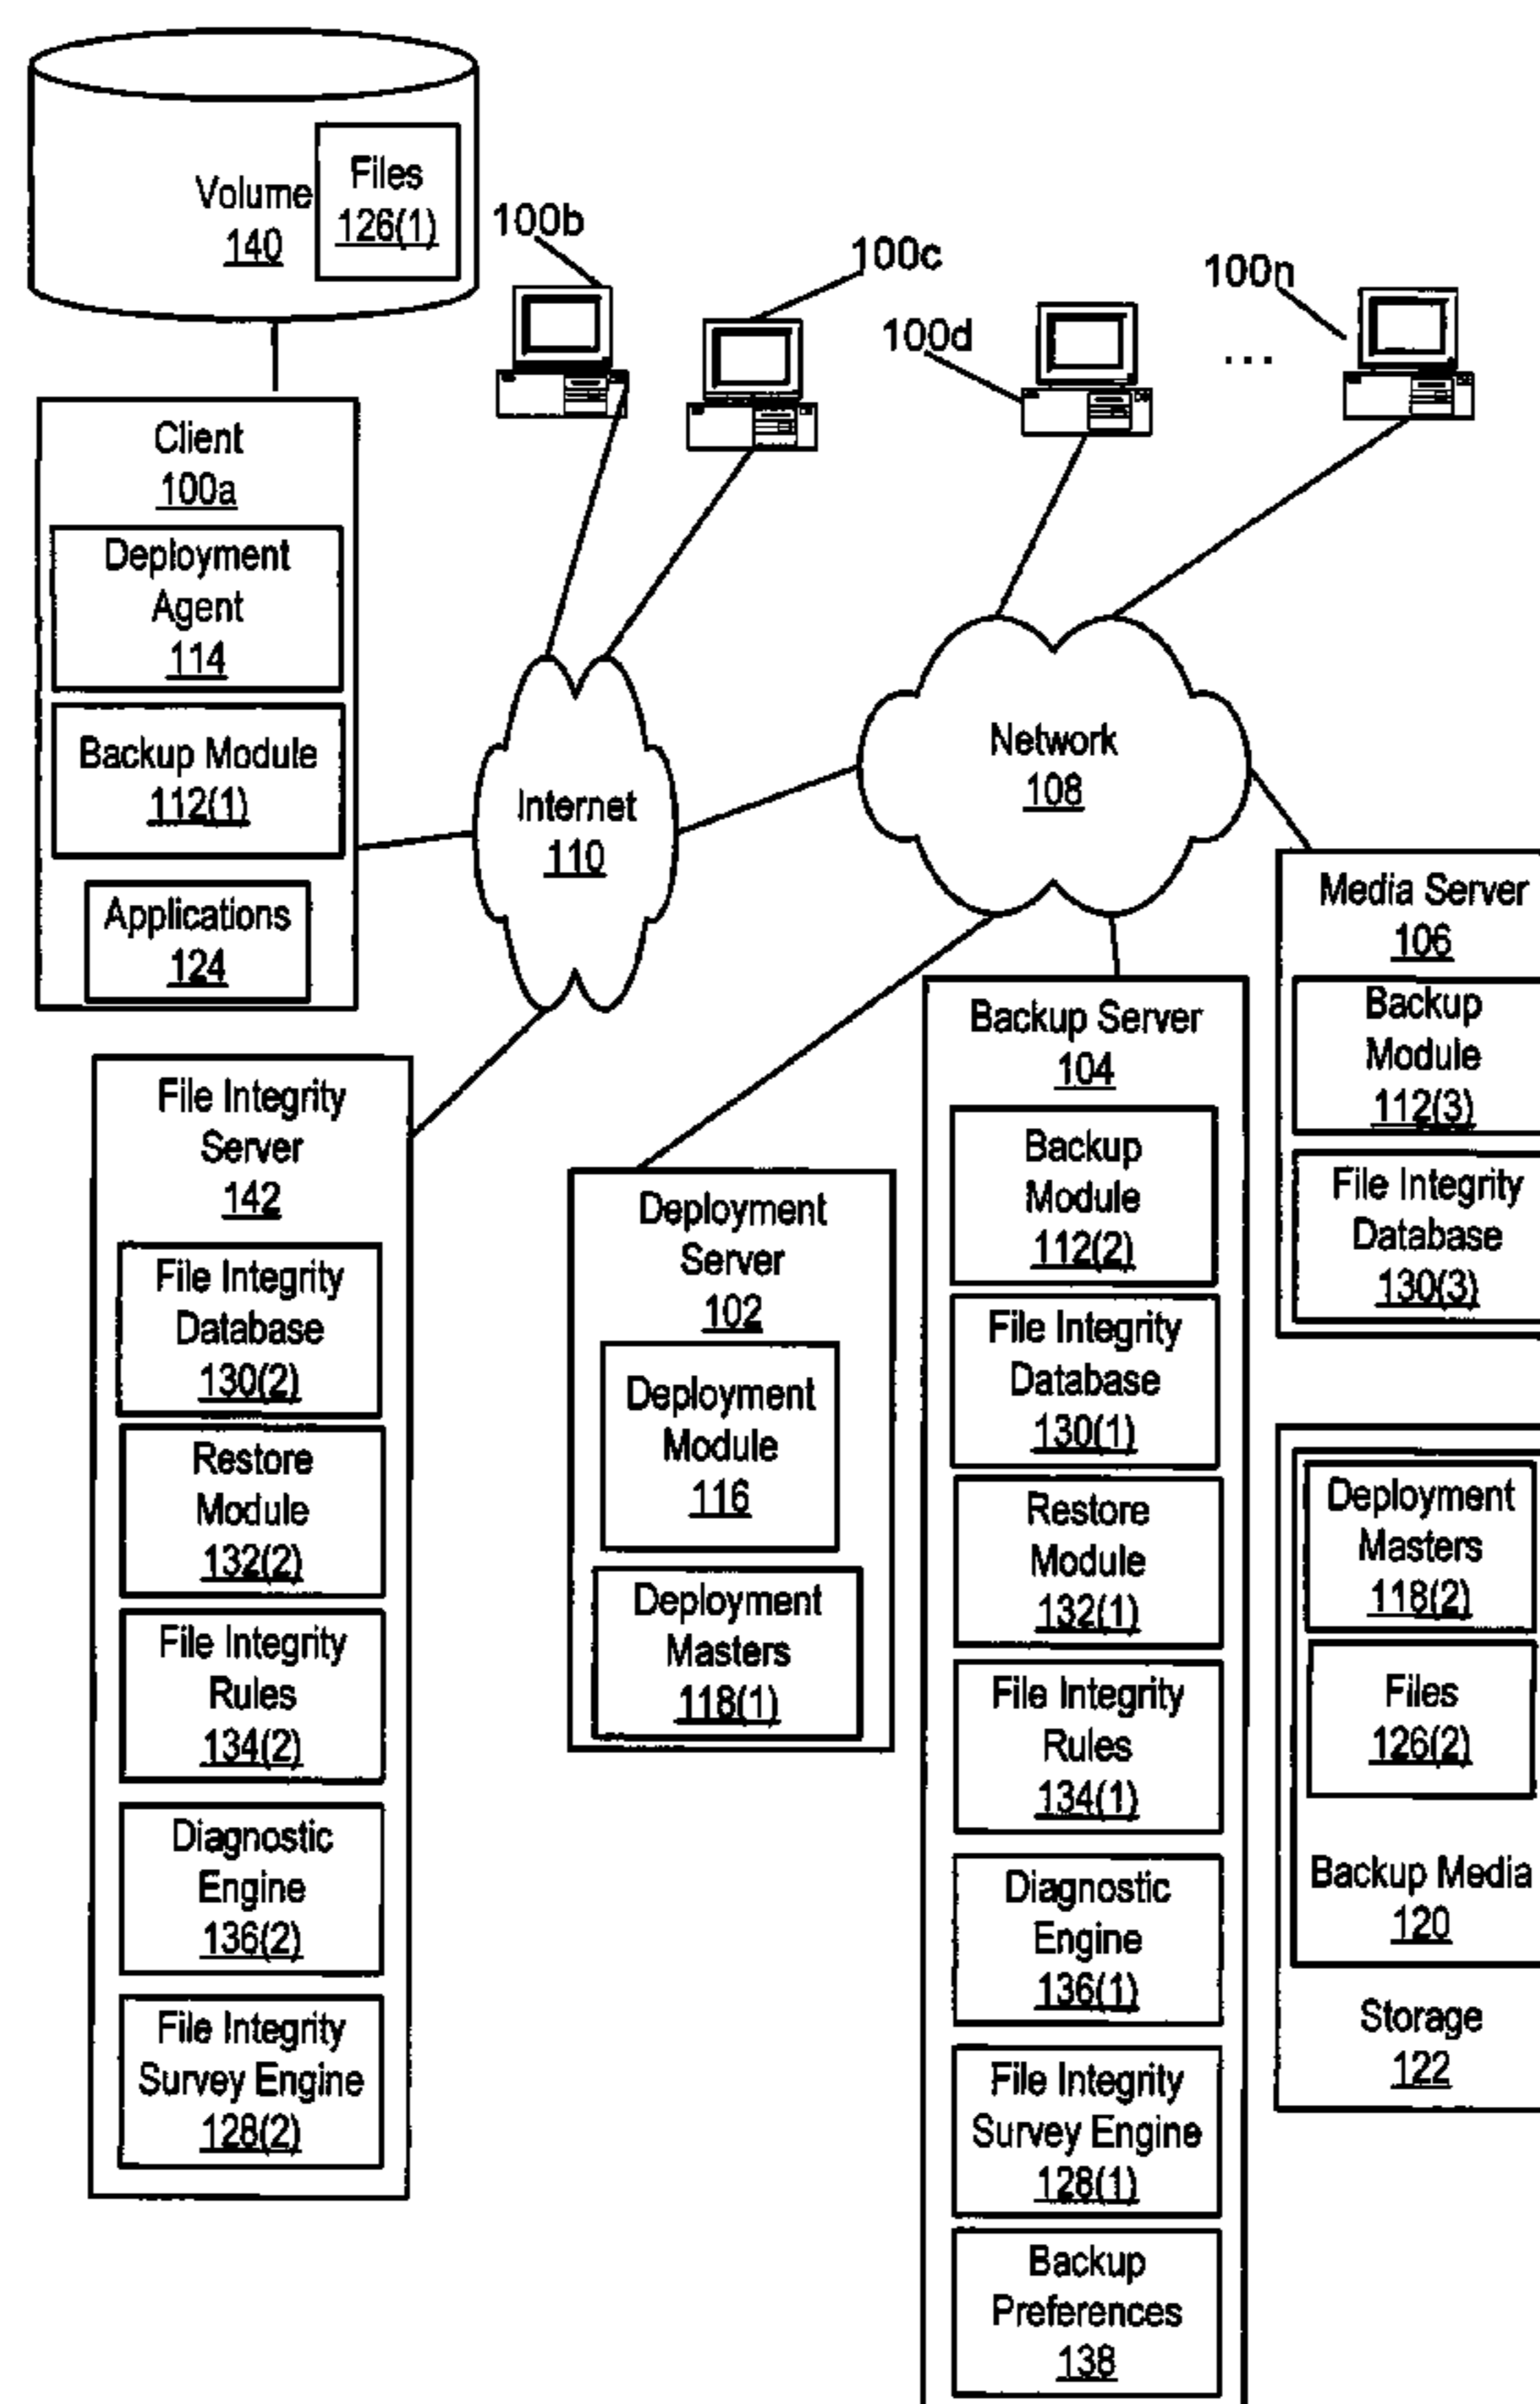 Volume
140
Files
126(1)
100b
100c
100d
...
100n
Client
100a
Deployment
Agent
114
Backup Module
112(1)
Applications
124
Internet
110
Network
108
Media Server
106
Backup
Module
112(3)
File Integrity
Database
130(3)
File Integrity
Server
142
File Integrity
Database
130(2)
Restore
Module
132(2)
File Integrity
Rules
134(2)
Diagnostic
Engine
136(2)
File Integrity
Survey Engine
128(2)
Deployment
Server
102
Deployment
Module
116
Deployment
Masters
118(1)
Backup Server
104
Backup
Module
112(2)
File Integrity
Database
130(1)
Restore
Module
132(1)
File Integrity
Rules
134(1)
Diagnostic
Engine
136(1)
File Integrity
Survey Engine
128(1)
Backup
Preferences
138
Deployment
Masters
118(2)
Files
126(2)
Backup Media
120
Storage
122